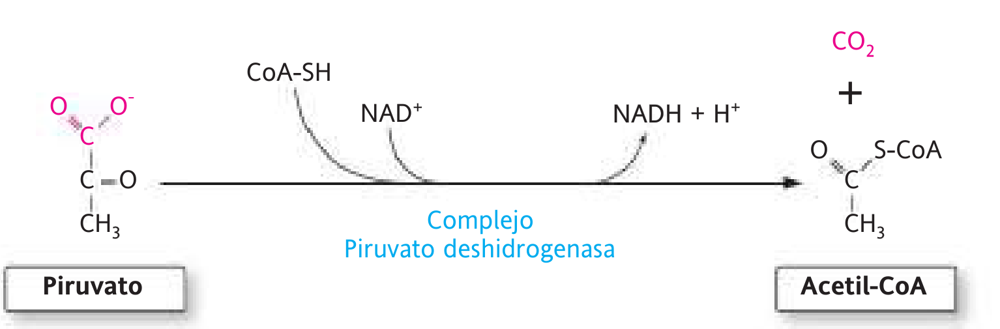 O O⁻
C
C O
CH₃
Piruvato
CoA-SH
NAD⁺
NADH + H⁺
Complejo
Piruvato deshidrogenasa
CO₂
+
O S-CoA
C
CH₃
Acetil-CoA